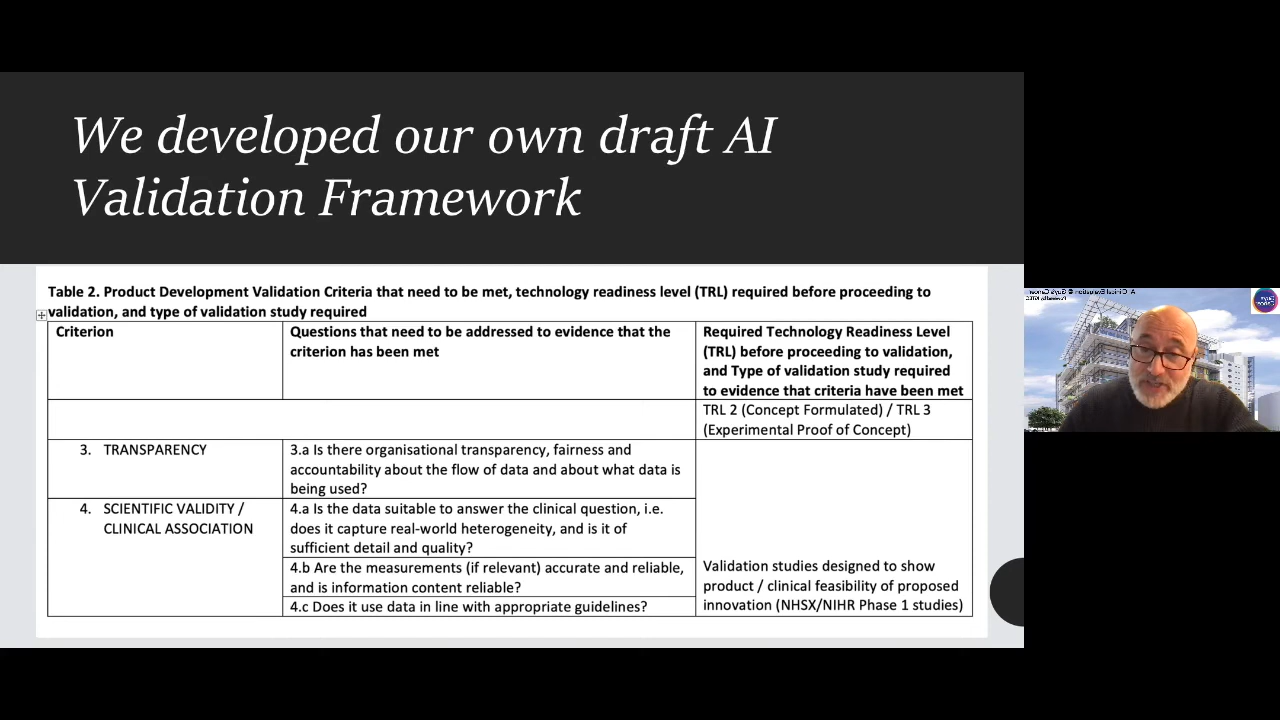 We developed our own draft AI
Validation Framework
Table 2. Product Development Validation Criteria that need to be met, technology readiness level (TRL) required before proceeding to
validation, and type of validation study required
Criterion
Questions that need to be addressed to evidence that the
criterion has been met
Required Technology Readiness Level
(TRL) before proceeding to validation,
and Type of validation study required
to evidence that criteria have been met
TRL 2 (Concept Formulated) / TRL 3
(Experimental Proof of Concept)
3. TRANSPARENCY
3.a Is there organisational transparency, fairness and
accountability about the flow of data and about what data is
being used?
4. SCIENTIFIC VALIDITY /
CLINICAL ASSOCIATION
4.a Is the data suitable to answer the clinical question, i.e.
does it capture real-world heterogeneity, and is it of
sufficient detail and quality?
4.b Are the measurements (if relevant) accurate and reliable,
and is information content reliable?
4.c Does it use data in line with appropriate guidelines?
Validation studies designed to show
product / clinical feasibility of proposed
innovation (NHSX/NIHR Phase 1 studies)